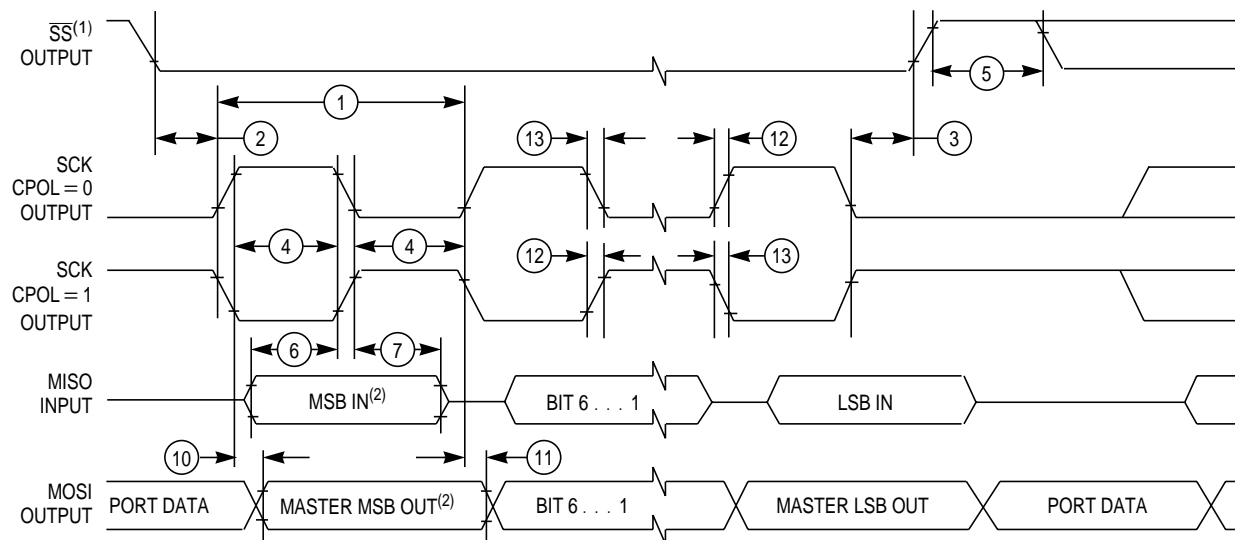 SS(1)
OUTPUT
5
1
2
13
12
3
SCK
CPOL = 0
OUTPUT
4
4
12
13
SCK
CPOL = 1
OUTPUT
6
7
MISO
INPUT
MSB IN(2)
BIT 6 . . . 1
LSB IN
10
11
MOSI
OUTPUT
PORT DATA
MASTER MSB OUT(2)
BIT 6 . . . 1
MASTER LSB OUT
PORT DATA